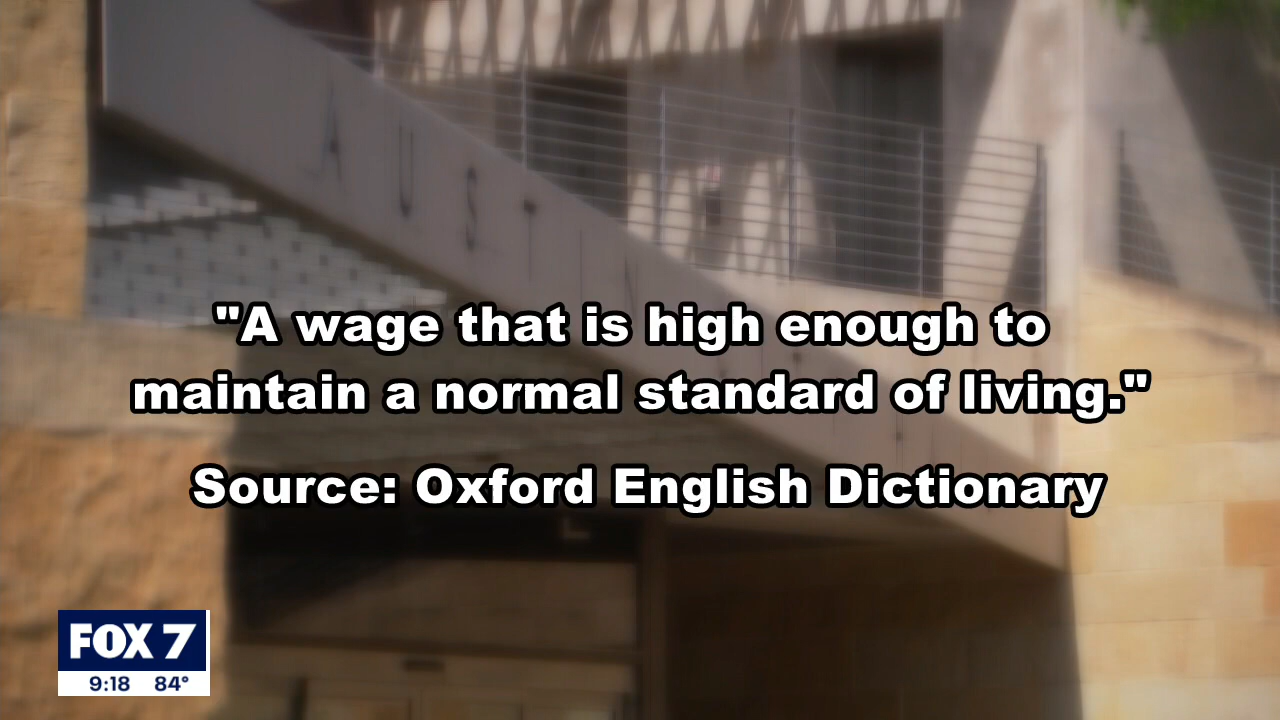 AUSTIN
"A wage that is high enough to
maintain a normal standard of living."
Source: Oxford English Dictionary
FOX 7
9:18 84°